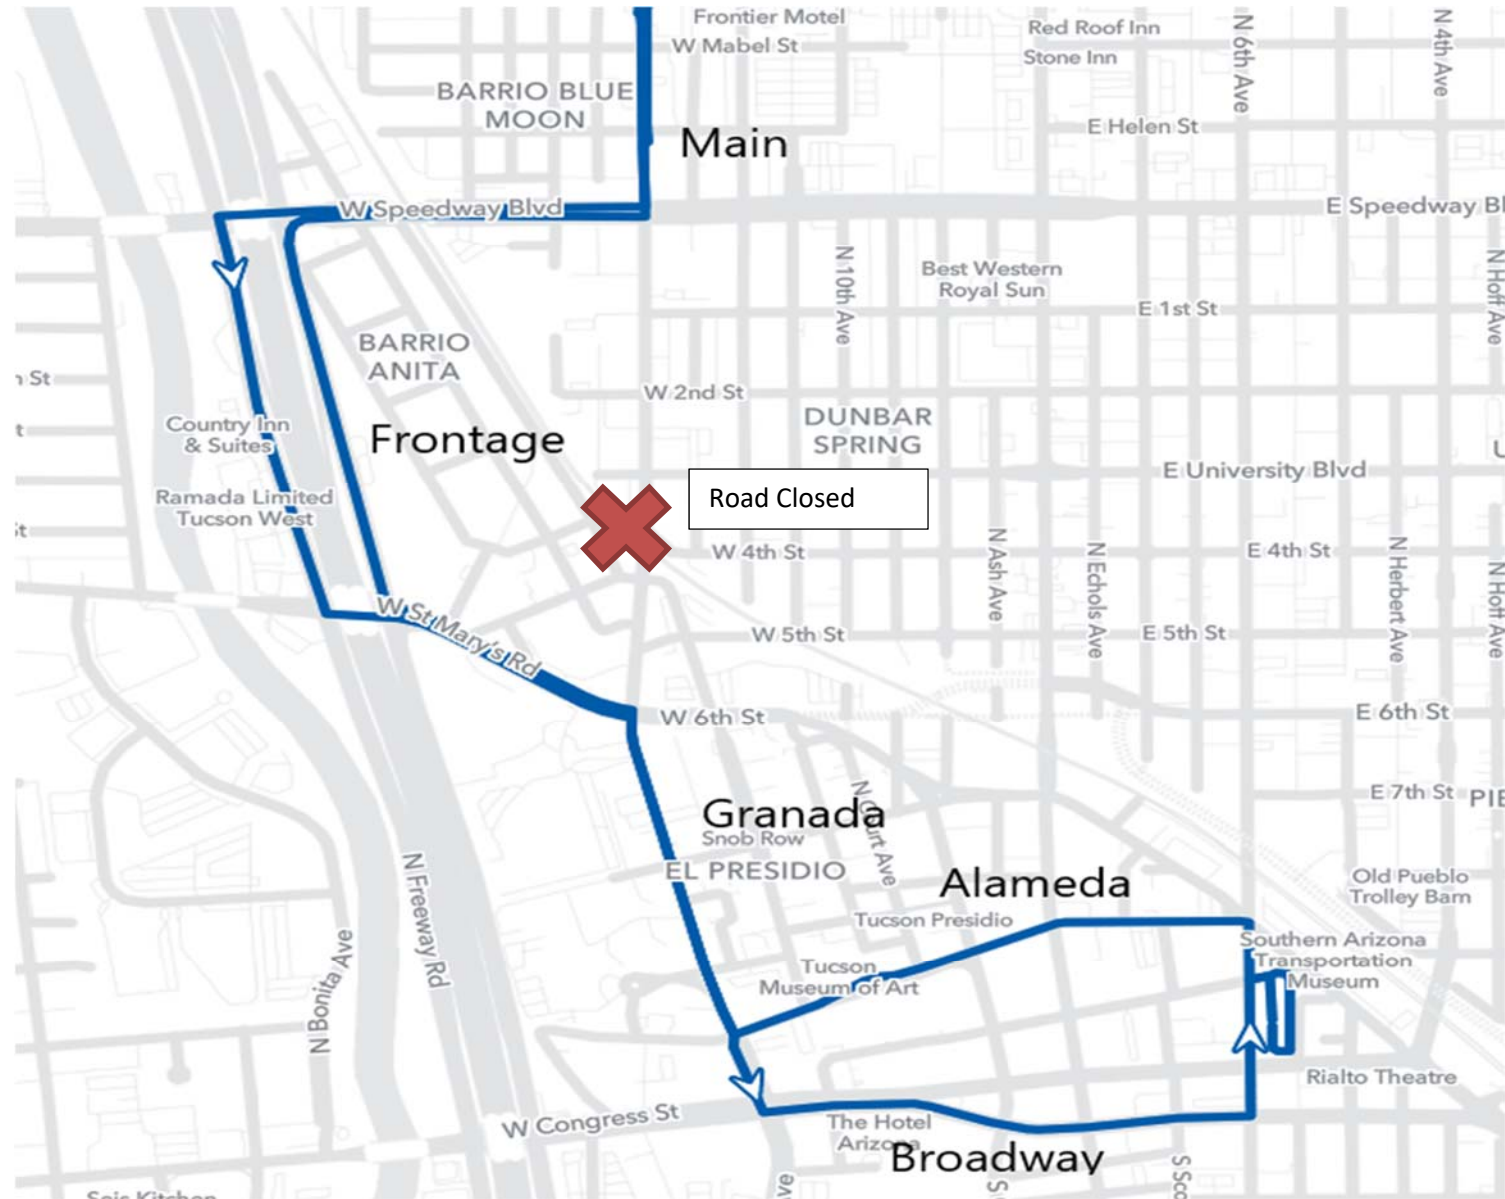 Frontier Motel
W Mabel St
Red Roof Inn
Stone Inn
N 6th Ave
N 4th Ave
BARRIO BLUE
MOON
Main
E Helen St
W Speedway Blvd
E Speedway Bl
N 10th Ave
Best Western
Royal Sun
N Hoff Ave
E 1st St
BARRIO
ANITA
St
W 2nd St
DUNBAR
SPRING
Country Inn
& Suites
Frontage
E University Blvd
Ramada Limited
Tucson West
Road Closed
W 4th St
N Ash Ave
N Echols Ave
E 4th St
N Herbert Ave
N Hoff Ave
W St Mary's Rd
W 5th St
E 5th St
W 6th St
E 6th St
E 7th St
PIE
Granada
N Court Ave
Snob Row
EL PRESIDIO
N Freeway Rd
Alameda
Old Pueblo
Trolley Barn
Tucson Presidio
N Bonita Ave
Southern Arizona
Transportation
Museum
Tucson
Museum of Art
Rialto Theatre
W Congress St
The Hotel
Arizona
Broadway